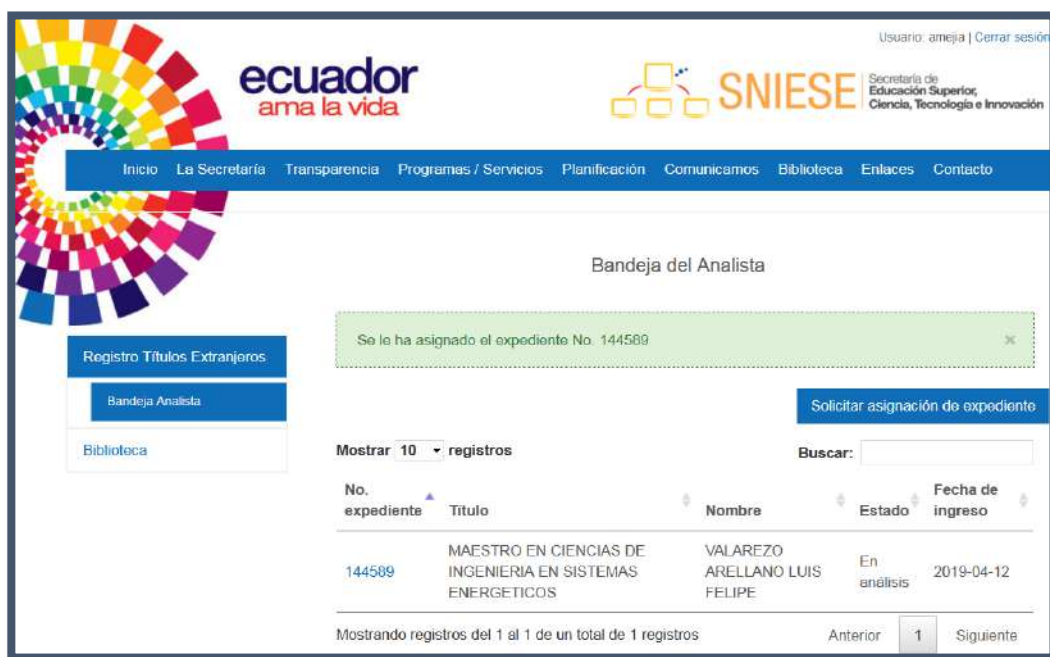 Usuario: amejia | Cerrar sesión
ecuador
ama la vida
SNIESE
Secretaría de
Educación Superior,
Ciencia, Tecnología e Innovación
Inicio La Secretaría Transparencia Programas / Servicios Planificación Comunicamos Biblioteca Enlaces Contacto
Bandeja del Analista
Se le ha asignado el expediente No. 144589 ×
Registro Títulos Extranjeros
Bandeja Analista
Biblioteca
Solicitar asignación de expediente
Mostrar 10 registros Buscar:
No. expediente Título Nombre Estado Fecha de ingreso
144589
MAESTRO EN CIENCIAS DE
INGENIERIA EN SISTEMAS
ENERGETICOS
VALAREZO
ARELLANO LUIS
FELIPE
En
análisis
2019-04-12
Mostrando registros del 1 al 1 de un total de 1 registros Anterior 1 Siguiente